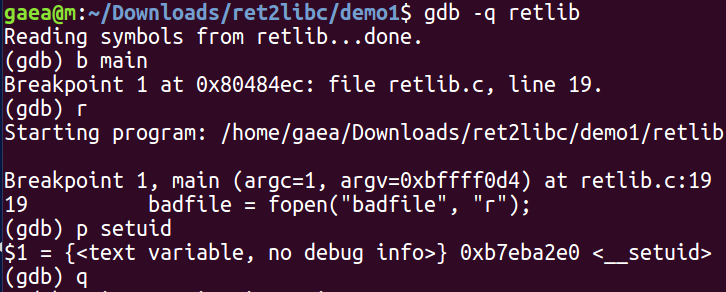 gaea@m:~/Downloads/ret2libc/demo1$ gdb -q retlib
Reading symbols from retlib...done.
(gdb) b main
Breakpoint 1 at 0x80484ec: file retlib.c, line 19.
(gdb) r
Starting program: /home/gaea/Downloads/ret2libc/demo1/retlib
Breakpoint 1, main (argc=1, argv=0xbffff0d4) at retlib.c:19
19 badfile = fopen("badfile", "r");
(gdb) p setuid
$1 = {<text variable, no debug info>} 0xb7eba2e0 <__setuid>
(gdb) q